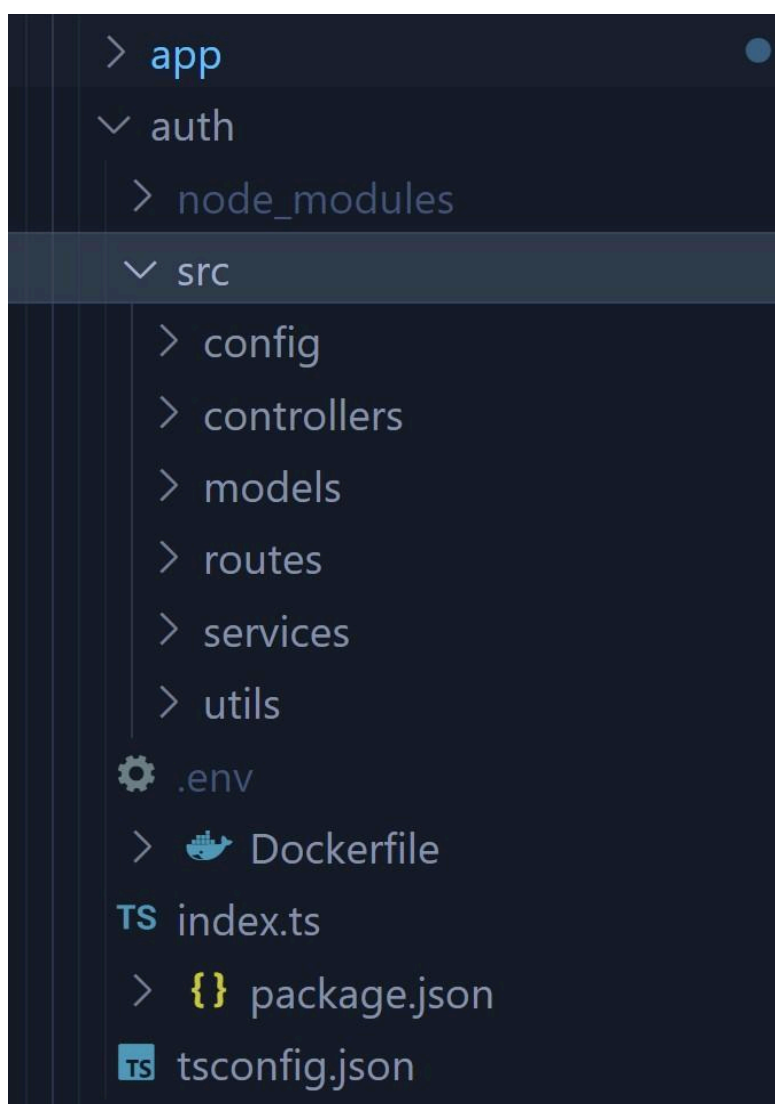 app
auth
node_modules
src
config
controllers
models
routes
services
utils
.env
Dockerfile
TS index.ts
{} package.json
TS tsconfig.json